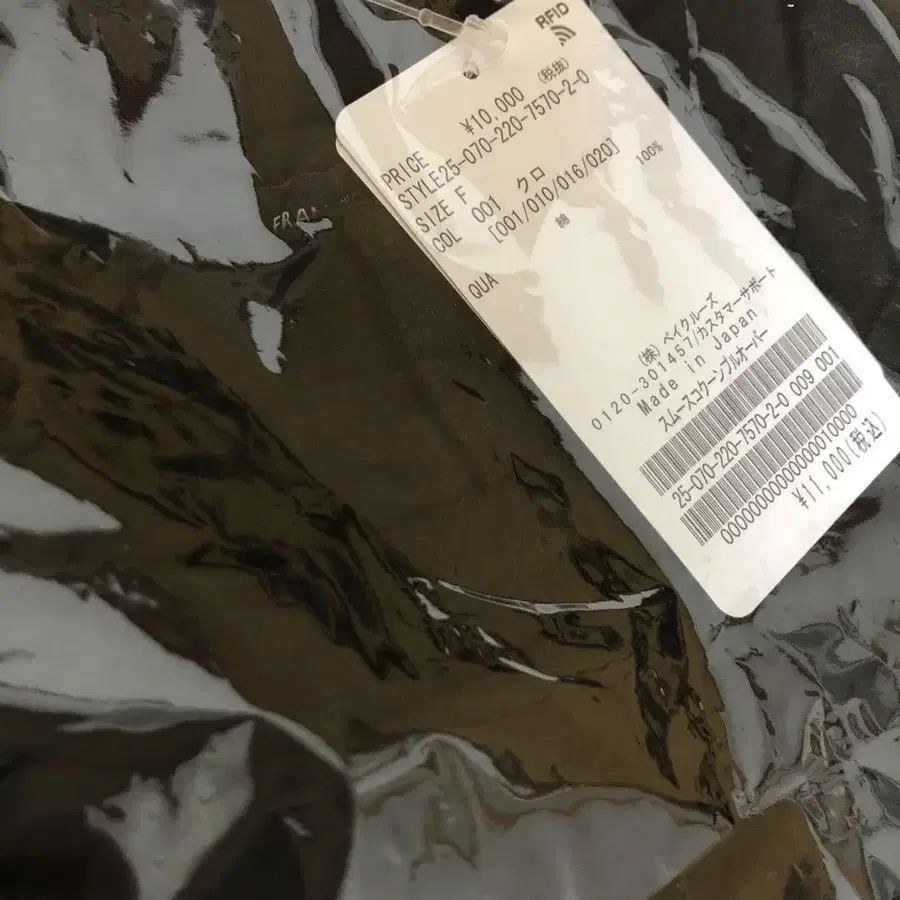 RFID
PRICE ¥10,000 (税抜)
STYLE25-070-220-7570-2-0
SIZE F
COL 001 クロ
[001/010/016/020]
QUA 綿 100%
(株) ベイクルーズ
0120-301457/カスタマーサポート
Made in Japan
スムースコクーンプルオーバー
25-070-220-7570-2-0 009 001
0000000000000010000
¥11,000(税込)
FRA